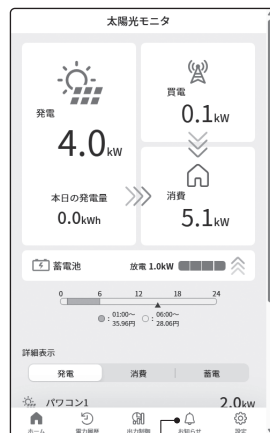 太陽光モニタ
発電
4.0kW
本日の発電量
0.0kWh
買電
0.1kW
消費
5.1kW
蓄電池
放電 1.0kW
0 6 12 18 24
: 01:00~ 35.96円
: 06:00~ 28.06円
詳細表示
発電 消費 蓄電
パワコン1 2.0kW
ホーム 電力履歴 出力制御 お知らせ 設定